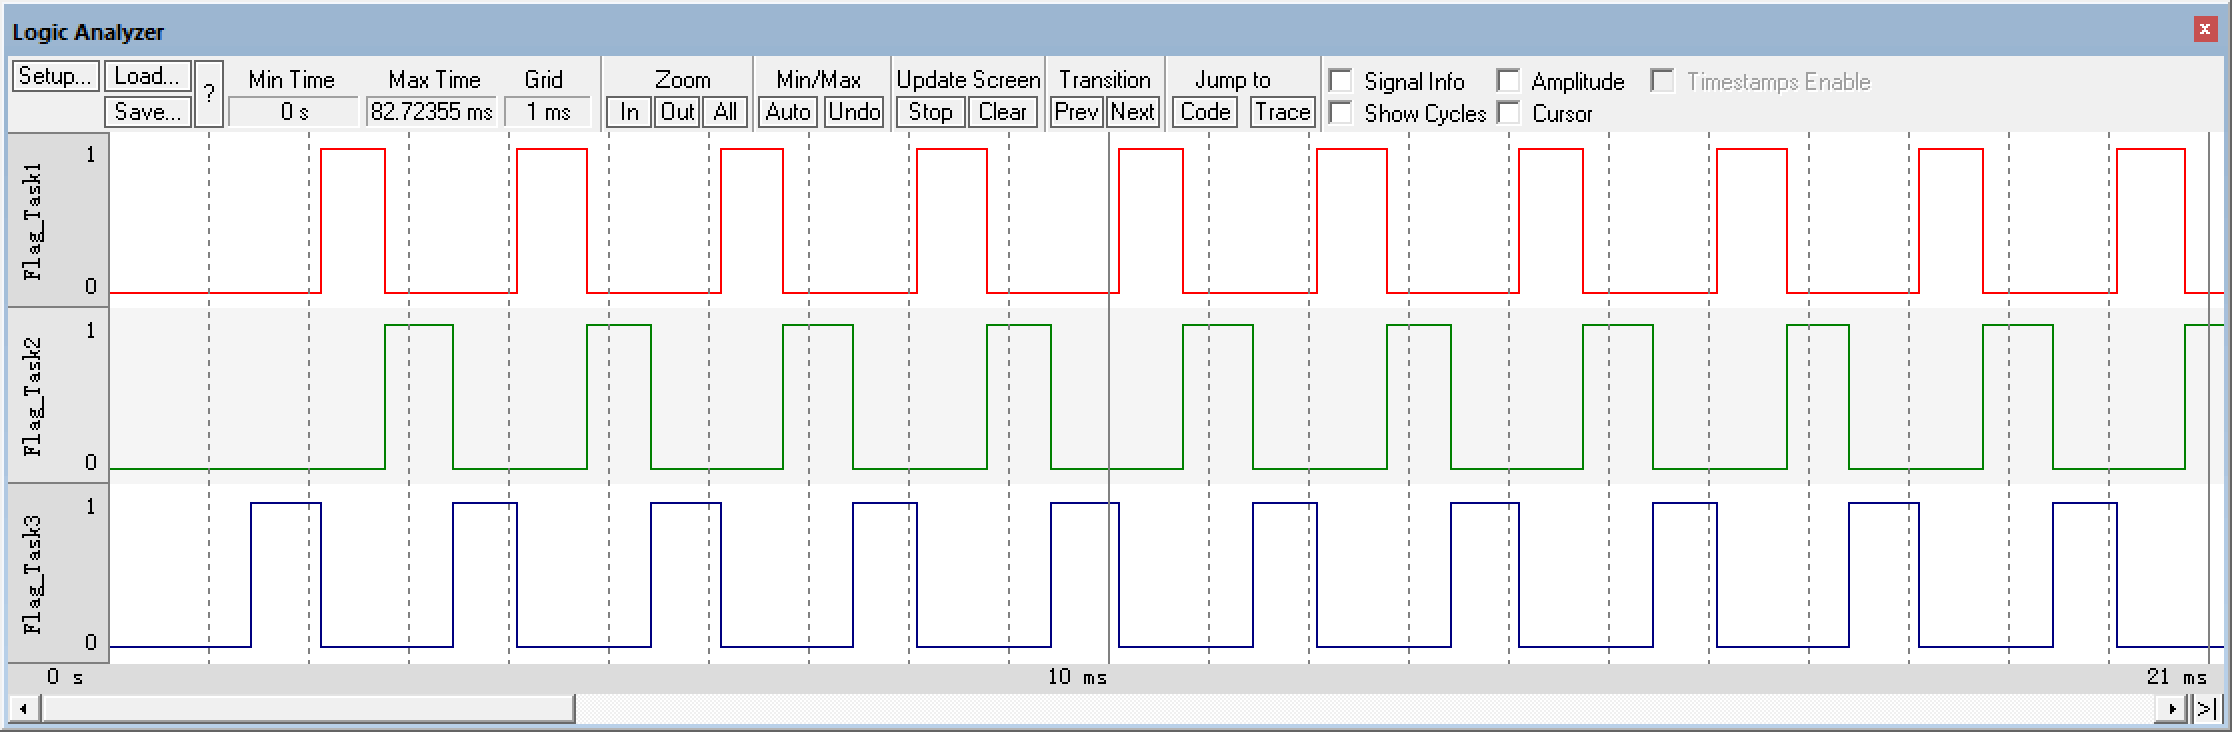 Logic Analyzer
x
Setup... Load... ? Min Time Max Time Grid Zoom Min/Max Update Screen Transition Jump to Signal Info Amplitude Timestamps Enable
Save... 0 s 82.72355 ms 1 ms In Out All Auto Undo Stop Clear Prev Next Code Trace Show Cycles Cursor
Flag_Task1
1
0
Flag_Task2
1
0
Flag_Task3
1
0
0 s 10 ms 21 ms
>|